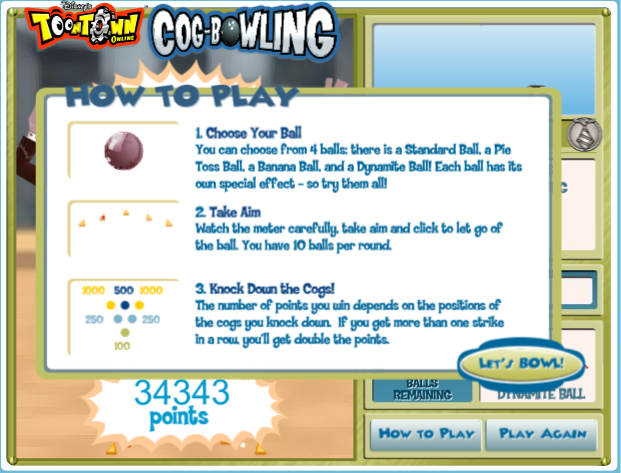 Disney's
TOONTOWN
ONLINE
COG-BOWLING
HOW TO PLAY
1. Choose Your Ball
You can choose from 4 balls: there is a Standard Ball, a Pie
Toss Ball, a Banana Ball, and a Dynamite Ball! Each ball has its
own special effect - so try them all!
2. Take Aim
Watch the meter carefully, take aim and click to let go of
the ball. You have 10 balls per round.
1000 500 1000
250 250
100
3. Knock Down the Cogs!
The number of points you win depends on the positions of
the cogs you knock down. If you get more than one strike
in a row, you'll get double the points.
LET'S BOWL!
34343
points
BALLS
REMAINING
DYNAMITE BALL
HOW TO PLAY
PLAY AGAIN